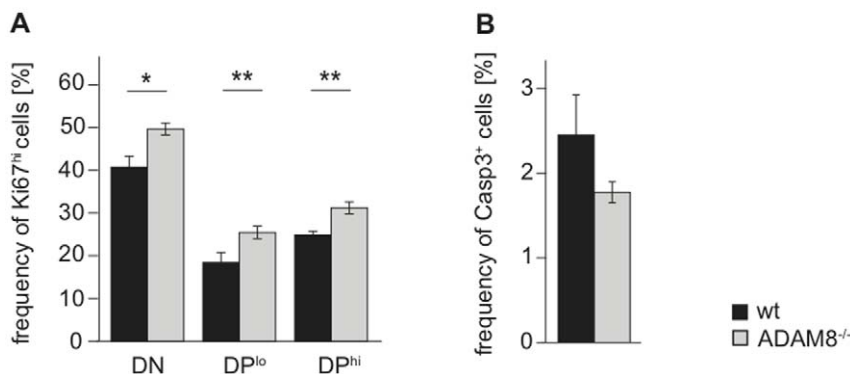 A
frequency of Ki67ʰⁱ cells [%]
60
50
40
30
20
10
0
* ** **
DN DPˡᵒ DPʰⁱ
B
frequency of Casp3⁺ cells [%]
3
2
1
0
wt
ADAM8⁻/⁻